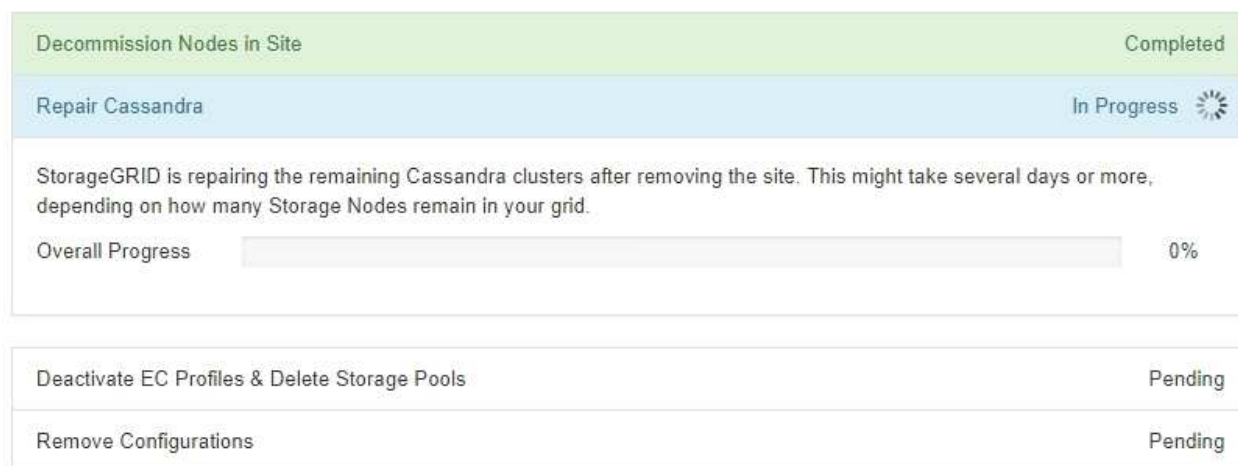 Decommission Nodes in Site Completed
Repair Cassandra In Progress
StorageGRID is repairing the remaining Cassandra clusters after removing the site. This might take several days or more,
depending on how many Storage Nodes remain in your grid.
Overall Progress 0%
Deactivate EC Profiles & Delete Storage Pools Pending
Remove Configurations Pending